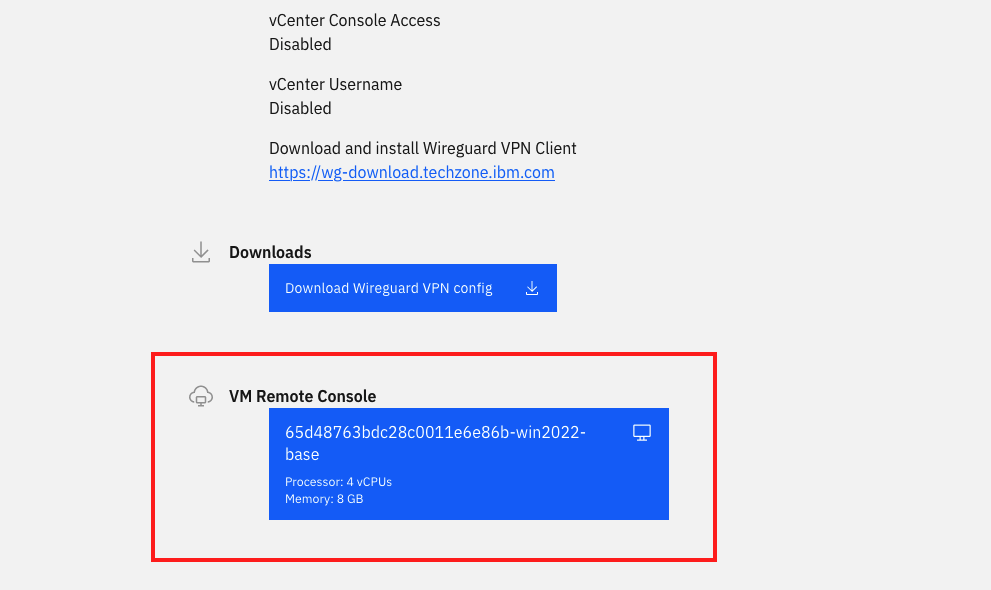 vCenter Console Access
Disabled
vCenter Username
Disabled
Download and install Wireguard VPN Client
https://wg-download.techzone.ibm.com
Downloads
Download Wireguard VPN config
VM Remote Console
65d48763bdc28c0011e6e86b-win2022-
base
Processor: 4 vCPUs
Memory: 8 GB